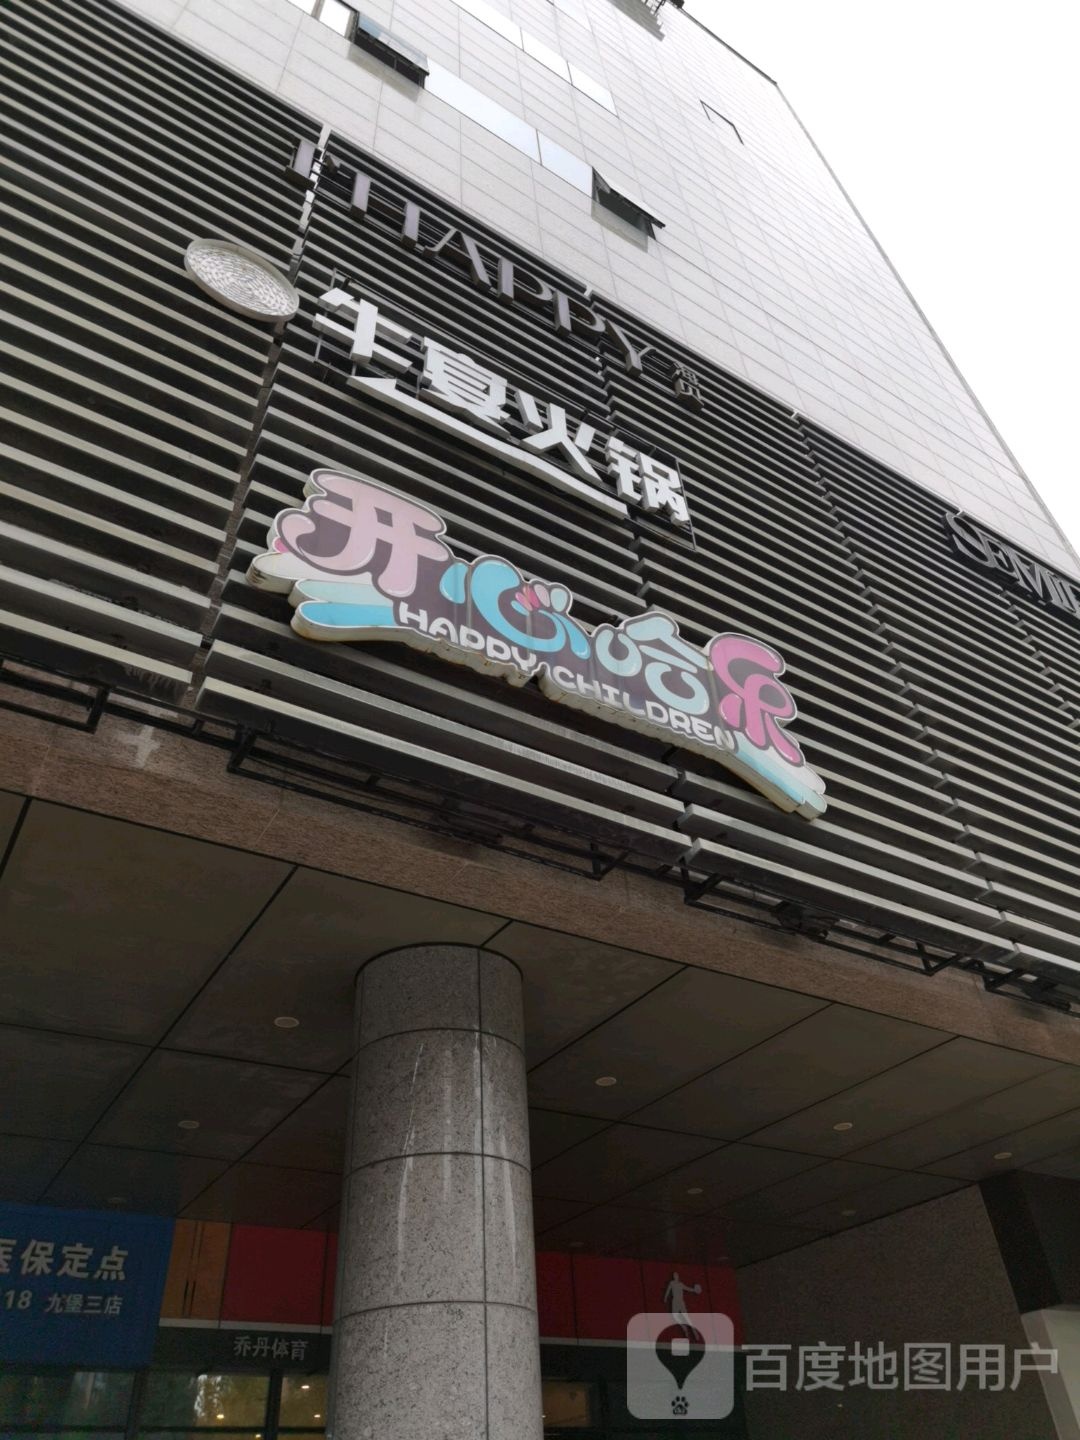 I'HAPPY
牛宴火锅
开心哈乐
HAPPY CHILDREN
SEMIR
医保定点
18 九堡三店
乔丹体育
百度地图用户